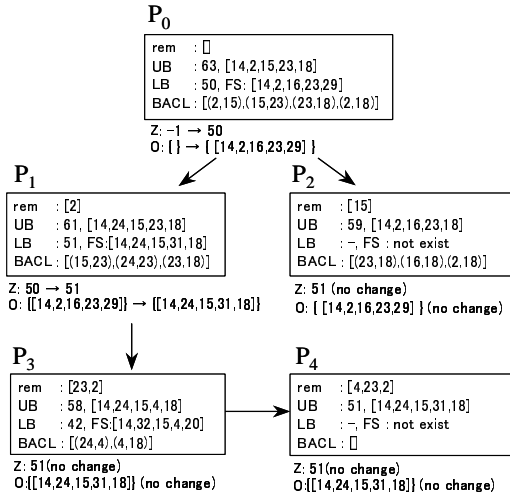 P0
rem : []
UB : 63, [14,2,15,23,18]
LB : 50, FS: [14,2,16,23,29]
BACL : [(2,15),(15,23),(23,18),(2,18)]
Z: -1 → 50
O: { } → { [14,2,16,23,29] }
P1
rem : [2]
UB : 61, [14,24,15,23,18]
LB : 51, FS:[14,24,15,31,18]
BACL : [(15,23),(24,23),(23,18)]
Z: 50 → 51
O: {[14,2,16,23,29]} → {[14,24,15,31,18]}
P2
rem : [15]
UB : 59, [14,2,16,23,18]
LB : -, FS : not exist
BACL : [(23,18),(16,18),(2,18)]
Z: 51 (no change)
O: { [14,2,16,23,29] } (no change)
P3
rem : [23,2]
UB : 58, [14,24,15,4,18]
LB : 42, FS:[14,32,15,4,20]
BACL : [(24,4),(4,18)]
Z: 51(no change)
O:{[14,24,15,31,18]} (no change)
P4
rem : [4,23,2]
UB : 51, [14,24,15,31,18]
LB : -, FS : not exist
BACL : []
Z: 51(no change)
O:{[14,24,15,31,18]} (no change)